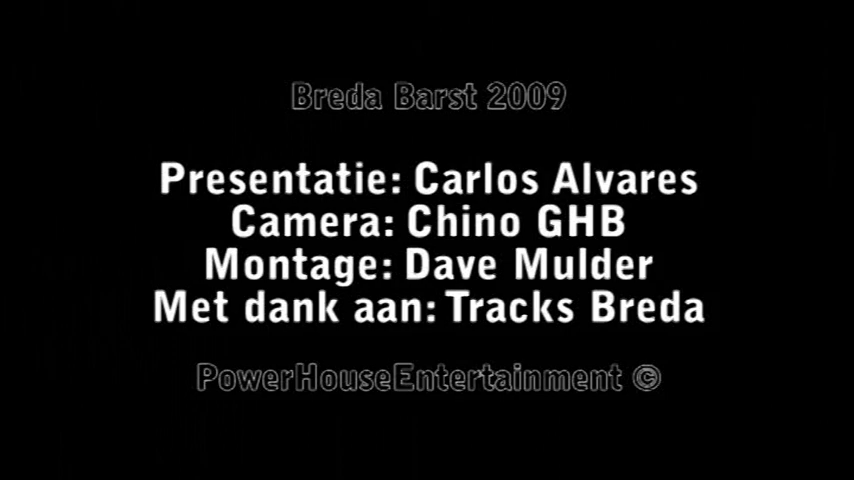 Breda Barst 2009
Presentatie: Carlos Alvares
Camera: Chino GHB
Montage: Dave Mulder
Met dank aan: Tracks Breda
PowerHouseEntertainment ©